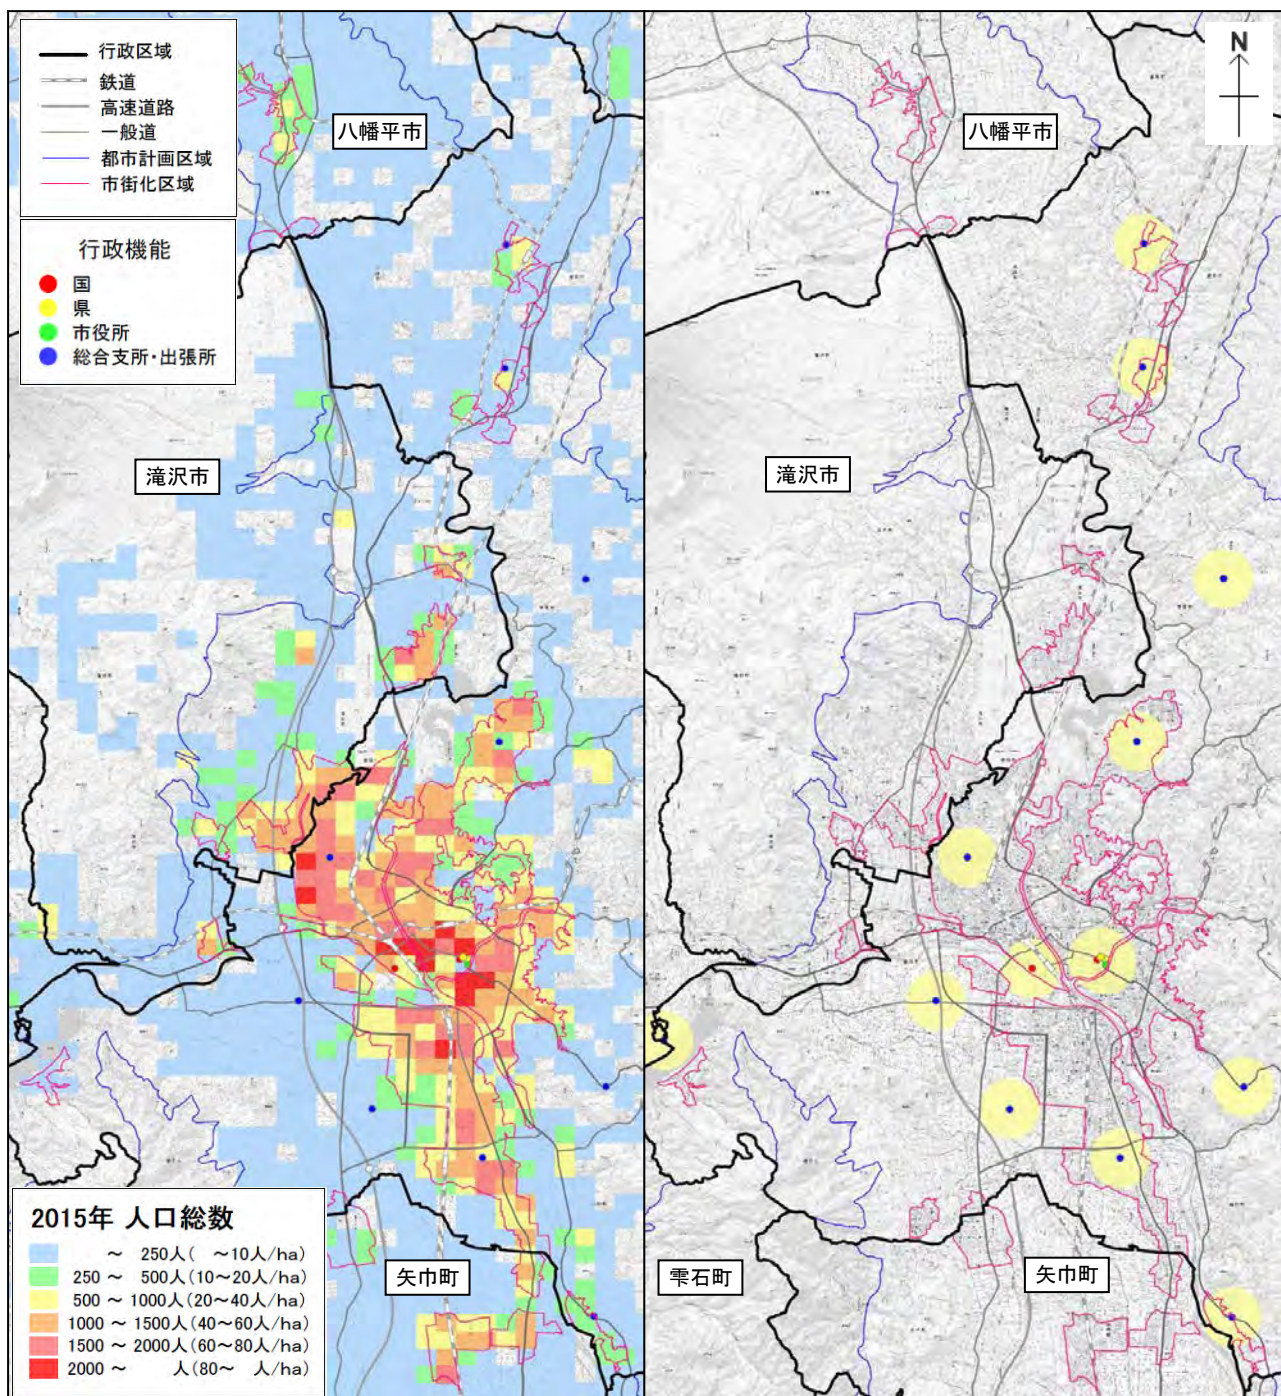 行政区域
鉄道
高速道路
一般道
都市計画区域
市街化区域
行政機能
国
県
市役所
総合支所・出張所
八幡平市
滝沢市
矢巾町
2015年 人口総数
～ 250人( ～10人/ha)
250 ～ 500人(10～20人/ha)
500 ～ 1000人(20～40人/ha)
1000 ～ 1500人(40～60人/ha)
1500 ～ 2000人(60～80人/ha)
2000 ～ 人(80～ 人/ha)
N
八幡平市
滝沢市
雫石町
矢巾町